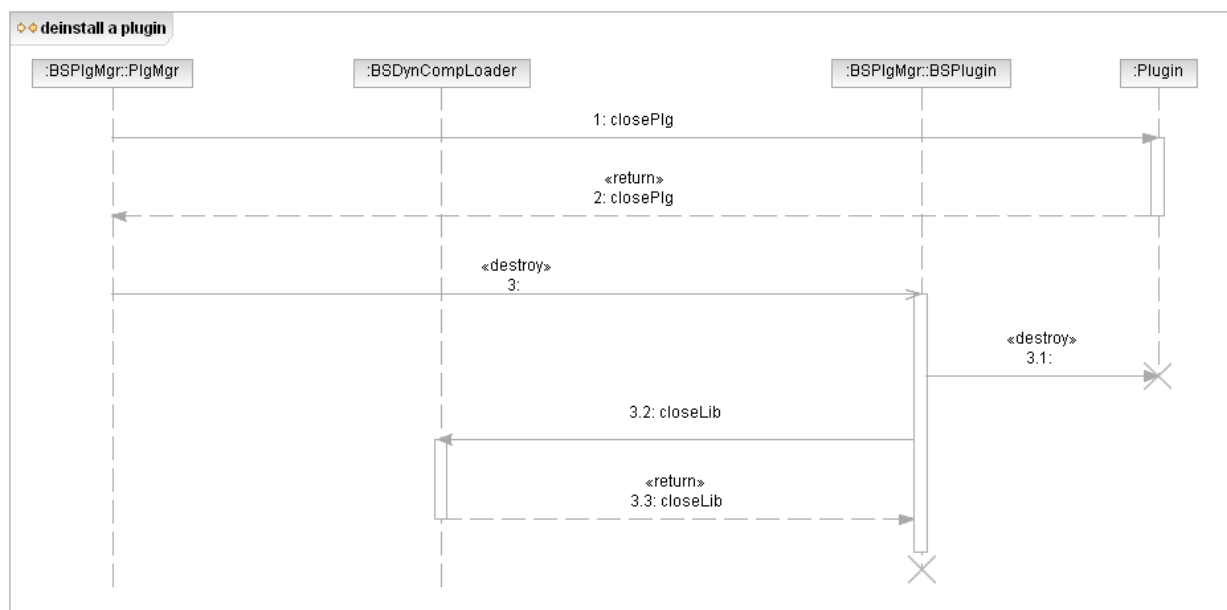 deinstall a plugin
:BSPlgMgr::PlgMgr
:BSDynCompLoader
:BSPlgMgr::BSPlugin
:Plugin
1: closePlg
«return»
2: closePlg
«destroy»
3:
«destroy»
3.1:
3.2: closeLib
«return»
3.3: closeLib